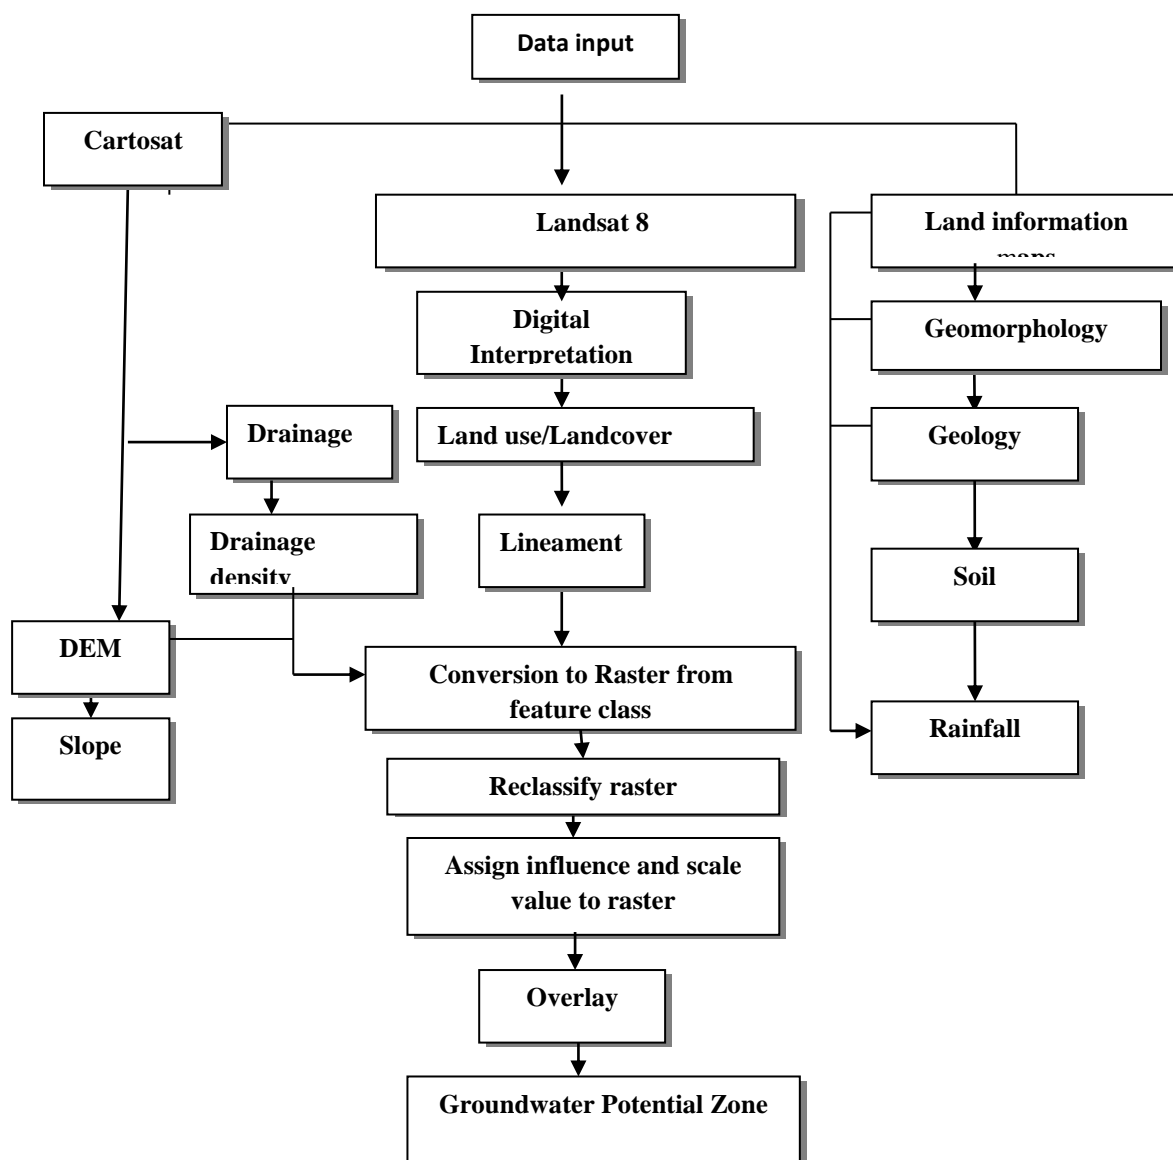 Data input
Cartosat
Landsat 8
Land information
maps
Digital
Interpretation
Geomorphology
Drainage
Land use/Landcover
Geology
Drainage
density
Lineament
Soil
DEM
Conversion to Raster from
feature class
Slope
Rainfall
Reclassify raster
Assign influence and scale
value to raster
Overlay
Groundwater Potential Zone